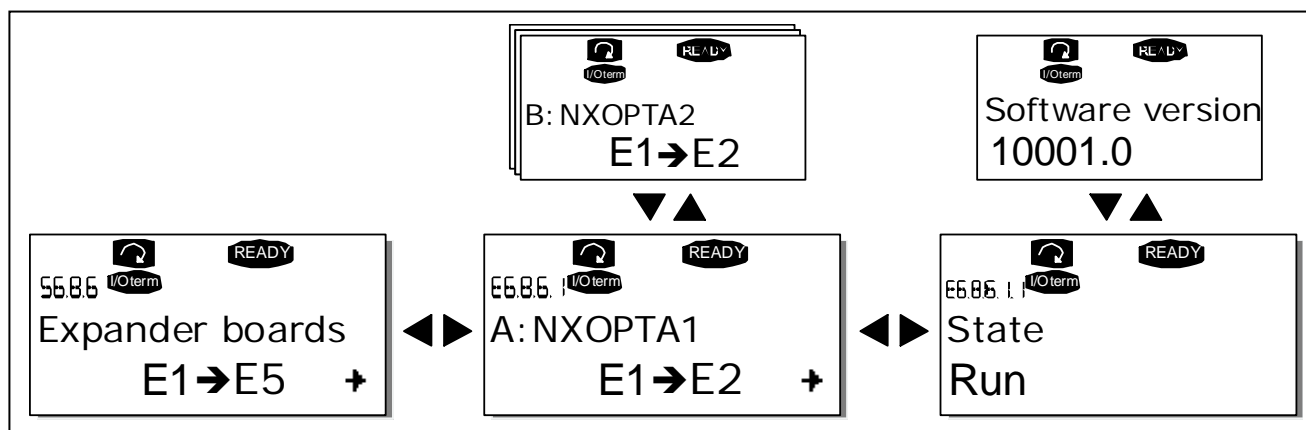 READY
I/Oterm
B: NXOPTA2
E1➔E2
READY
I/Oterm
Software version
10001.0
READY
S6.8.6 I/Oterm
Expander boards
E1➔E5
READY
E6.8.6.1 I/Oterm
A: NXOPTA1
E1➔E2
READY
E6.8.6.1.1 I/Oterm
State
Run